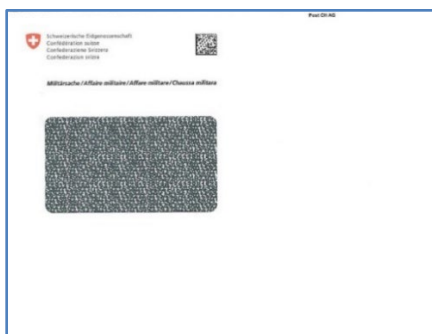 Post CH AG
Schweizerische Eidgenossenschaft
Confédération suisse
Confederazione Svizzera
Confederaziun svizra
Militärsache / Affaire militaire / Affare militare / Chaussa militara